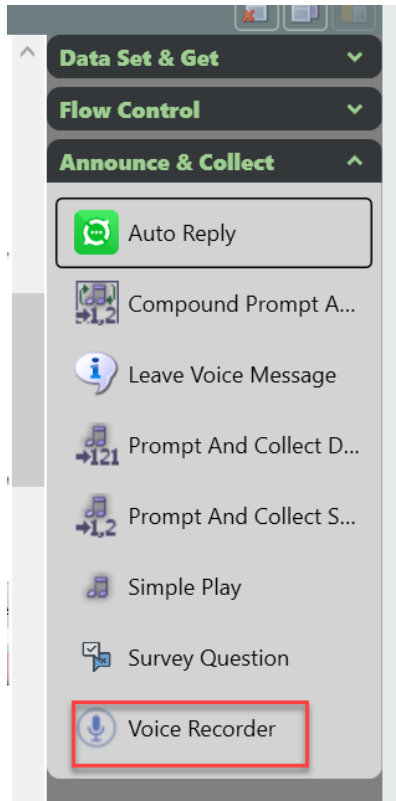 Data Set & Get
Flow Control
Announce & Collect
Auto Reply
Compound Prompt A...
Leave Voice Message
Prompt And Collect D...
Prompt And Collect S...
Simple Play
Survey Question
Voice Recorder